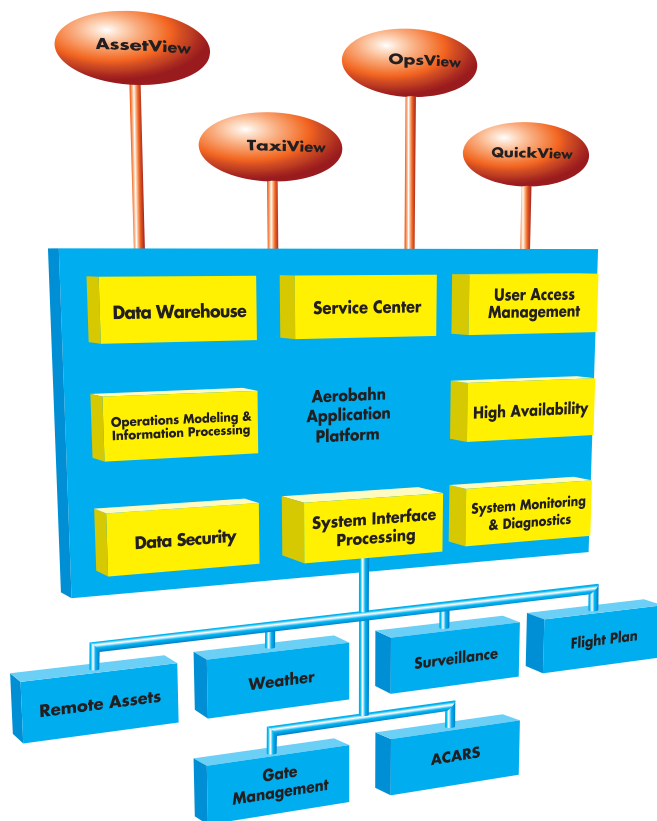 AssetView
OpsView
TaxiView
QuickView
Data Warehouse
Service Center
User Access
Management
Operations Modeling &
Information Processing
Aerobahn
Application
Platform
High Availability
Data Security
System Interface
Processing
System Monitoring
& Diagnostics
Remote Assets
Weather
Surveillance
Flight Plan
Gate
Management
ACARS